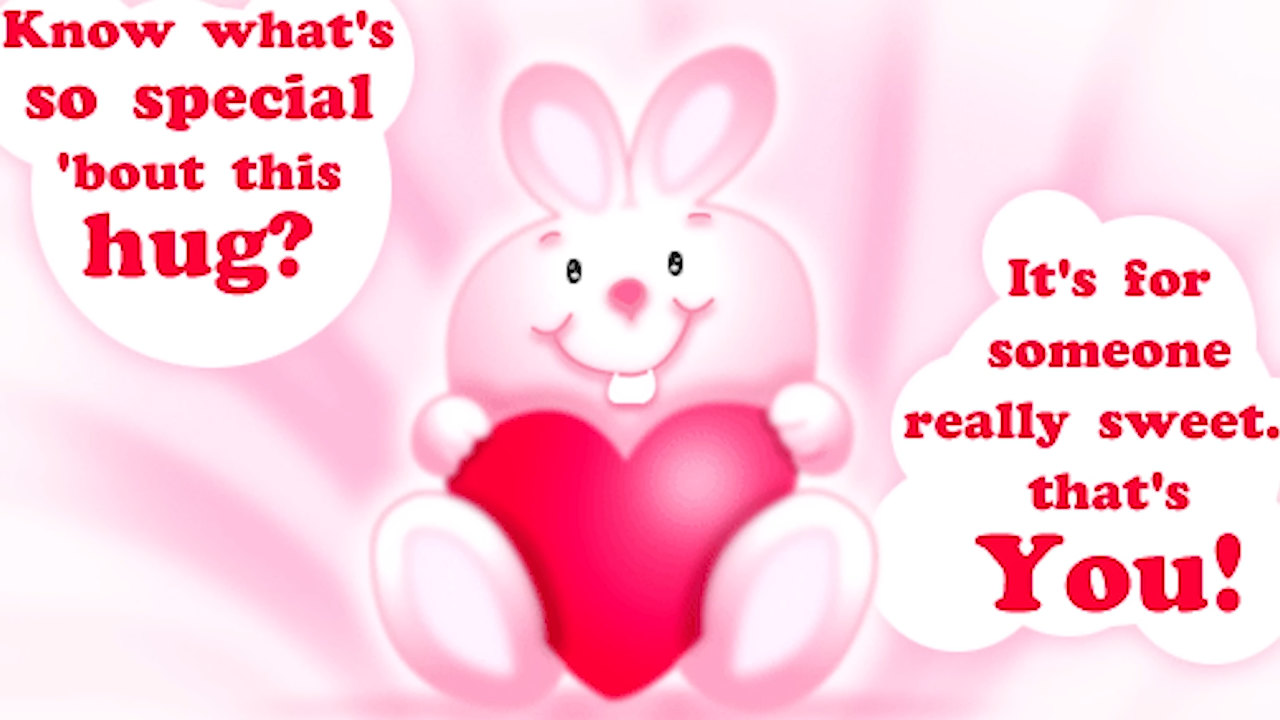 Know what's
so special
'bout this
hug?
It's for
someone
really sweet.
that's
You!